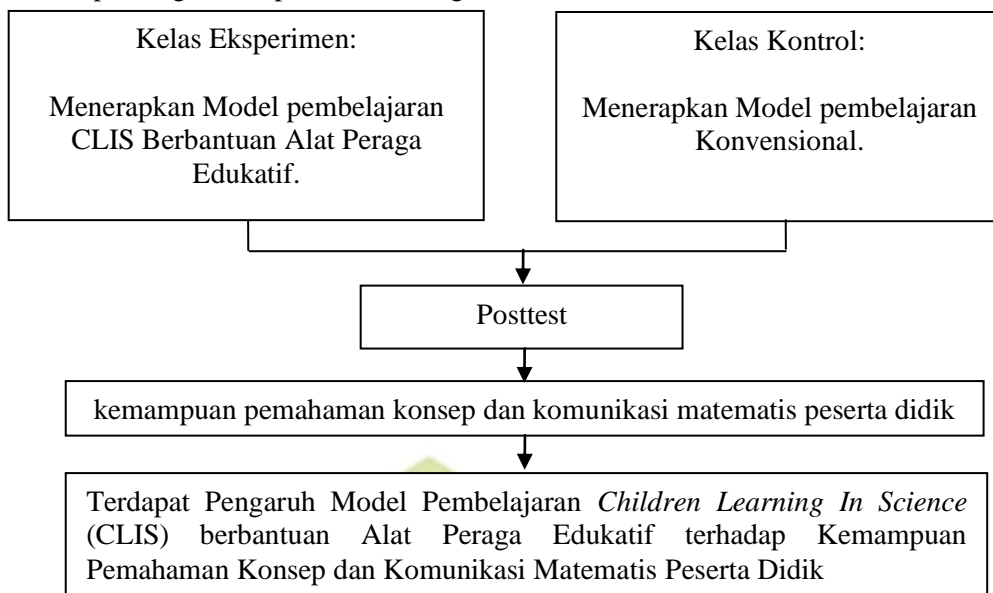 Kelas Eksperimen:
Menerapkan Model pembelajaran
CLIS Berbantuan Alat Peraga
Edukatif.
Kelas Kontrol:
Menerapkan Model pembelajaran
Konvensional.
Posttest
kemampuan pemahaman konsep dan komunikasi matematis peserta didik
Terdapat Pengaruh Model Pembelajaran Children Learning In Science
(CLIS) berbantuan Alat Peraga Edukatif terhadap Kemampuan
Pemahaman Konsep dan Komunikasi Matematis Peserta Didik